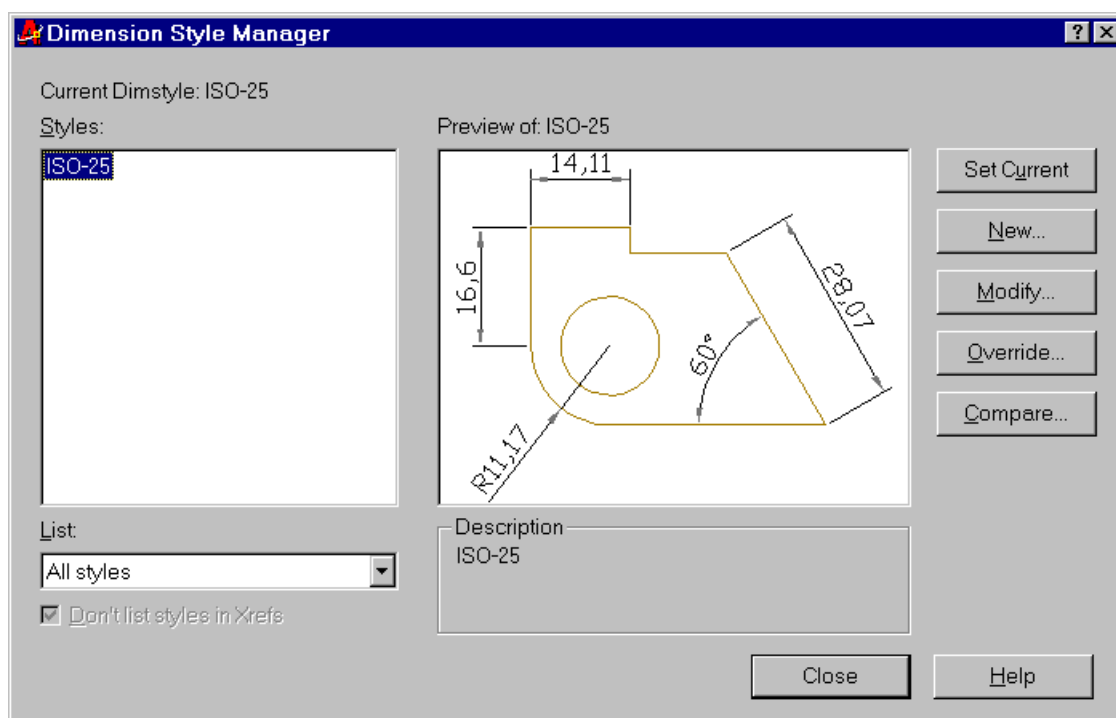 Dimension Style Manager
Current Dimstyle: ISO-25
Styles:
ISO-25
Preview of: ISO-25
14,11
16,6
28,07
60°
R11,17
Set Current
New...
Modify...
Override...
Compare...
List:
All styles
Don't list styles in Xrefs
Description
ISO-25
Close
Help